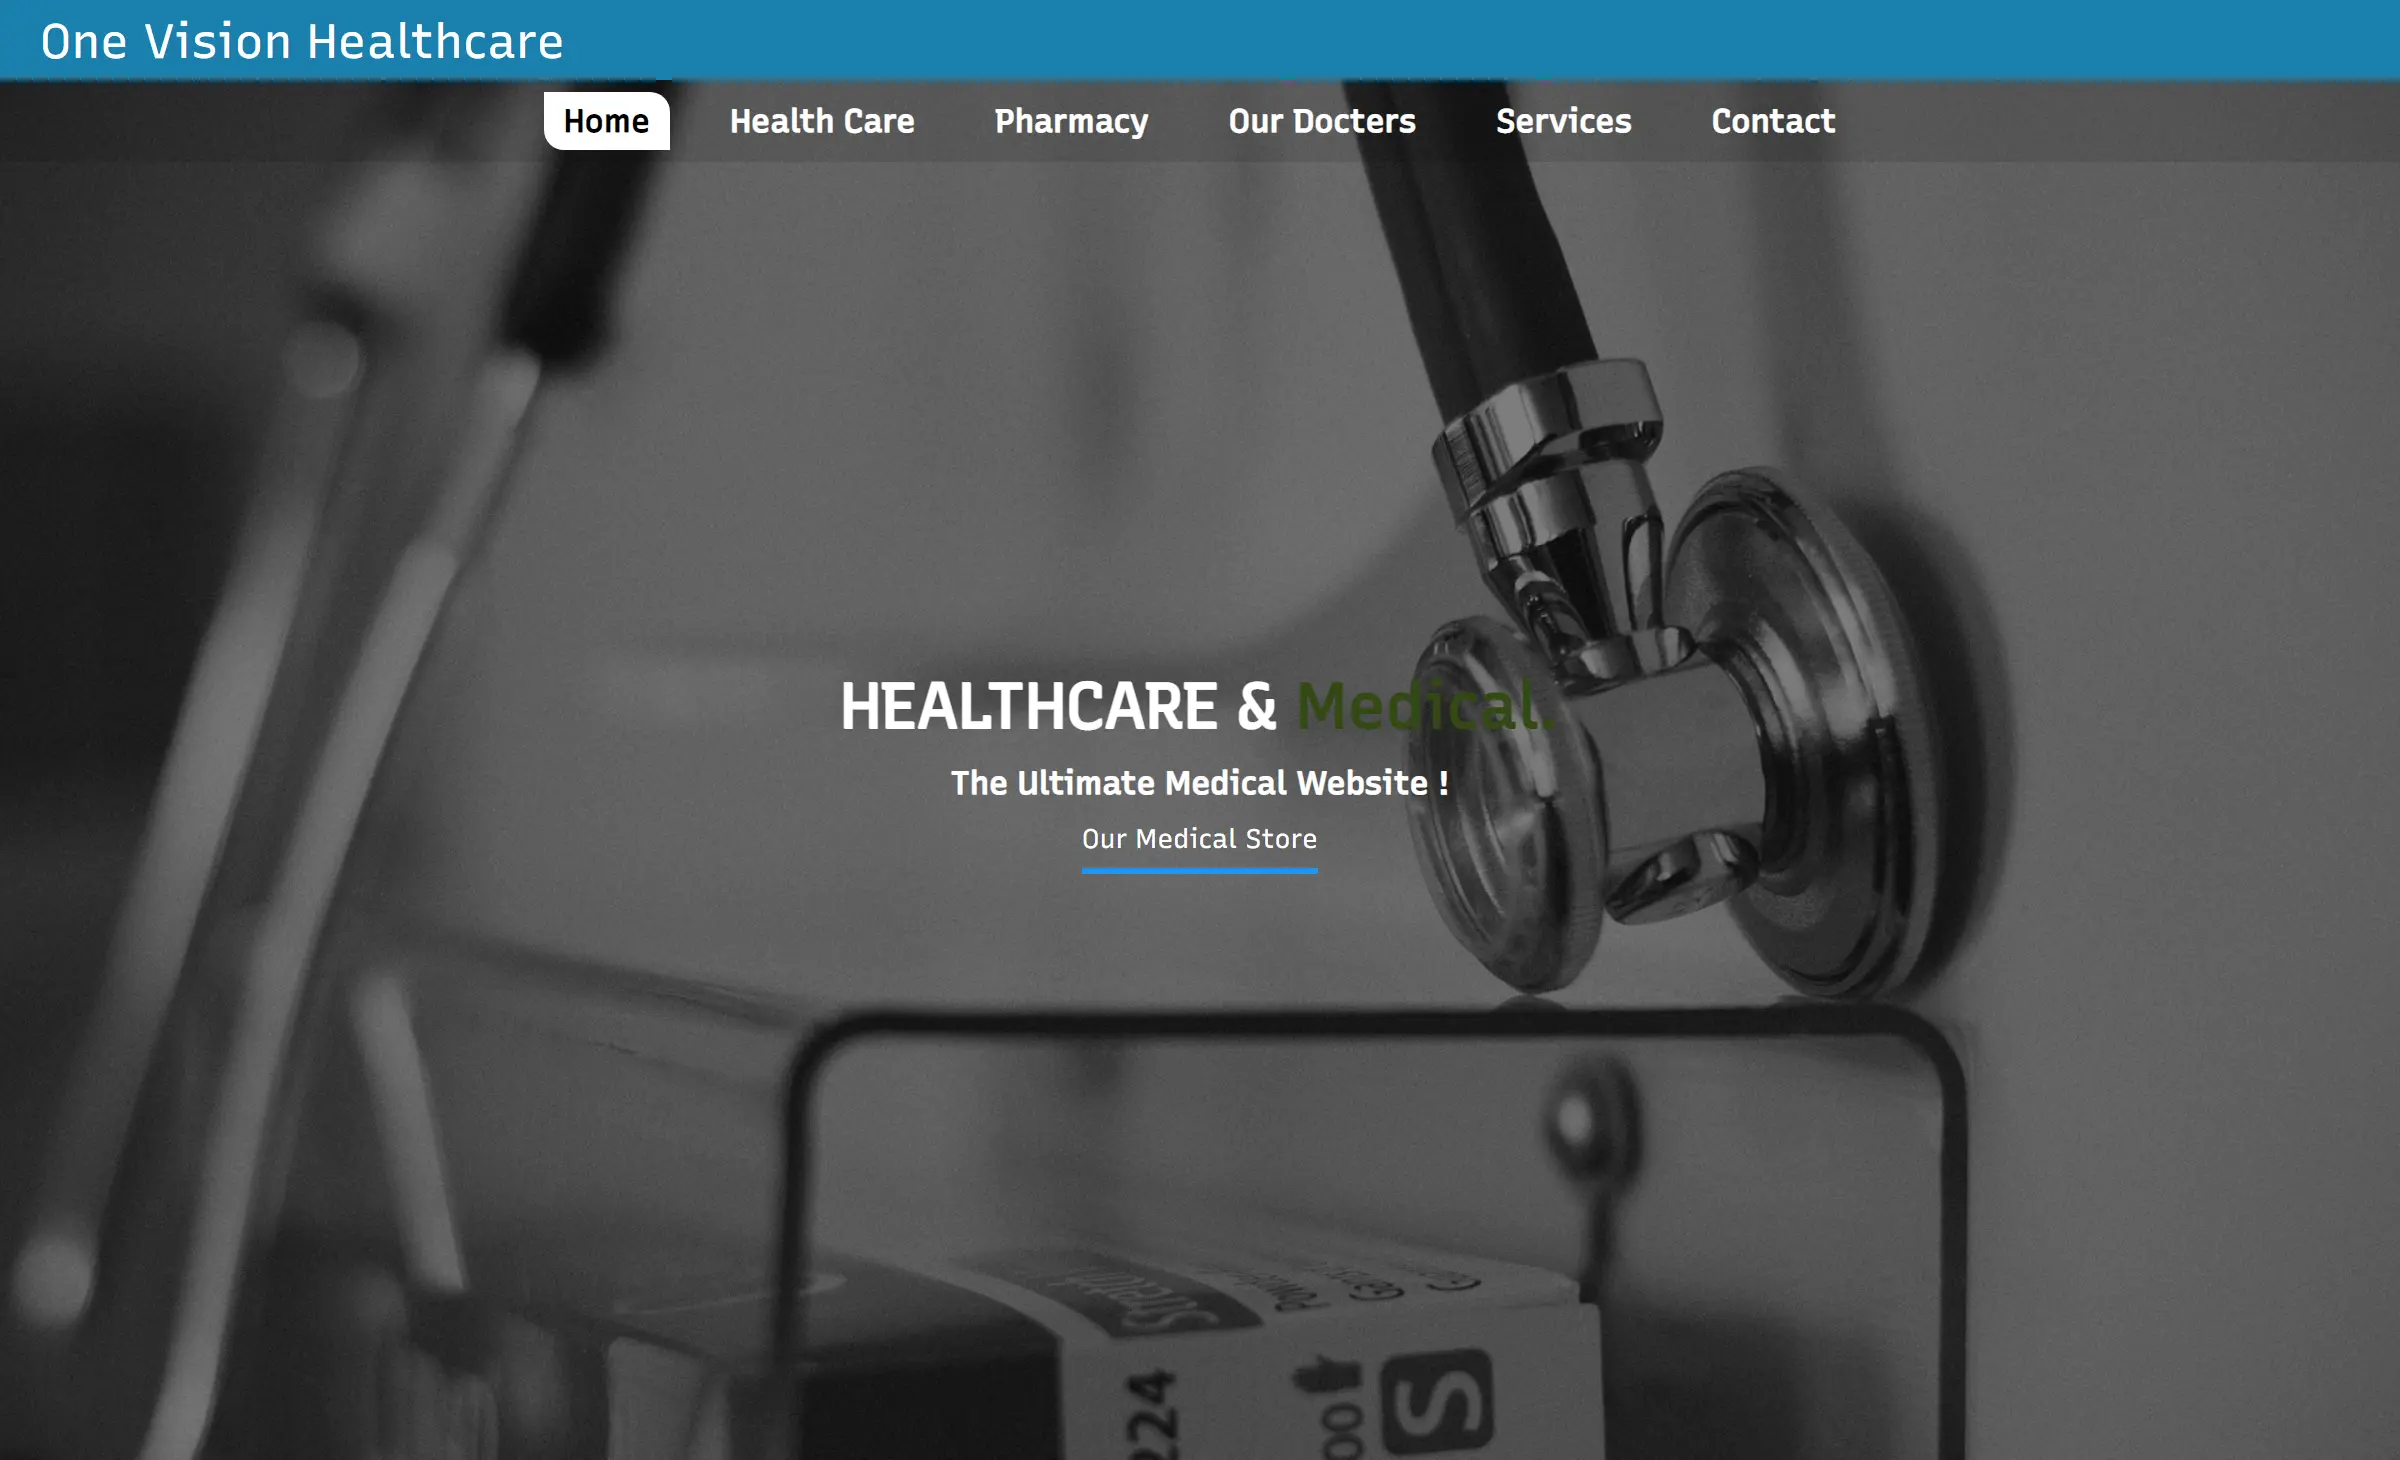 One Vision Healthcare
Home Health Care Pharmacy Our Docters Services Contact
HEALTHCARE & Medical.
The Ultimate Medical Website !
Our Medical Store
224
S